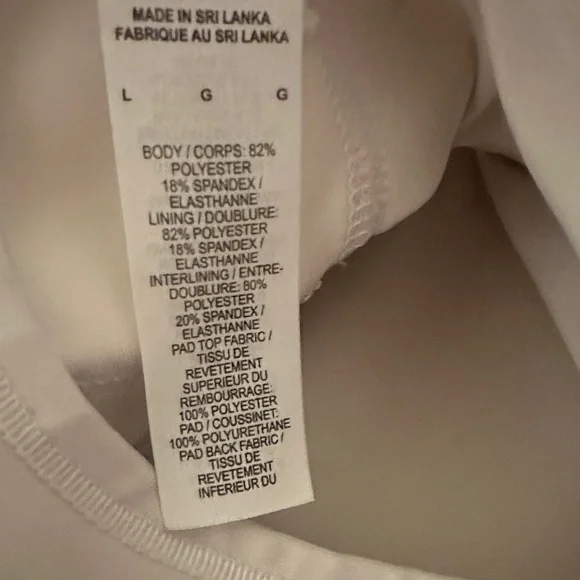 MADE IN SRI LANKA
FABRIQUE AU SRI LANKA
L G G
BODY / CORPS: 82%
POLYESTER
18% SPANDEX /
ELASTHANNE
LINING / DOUBLURE:
82% POLYESTER
18% SPANDEX /
ELASTHANNE
INTERLINING / ENTRE-
DOUBLURE: 80%
POLYESTER
20% SPANDEX /
ELASTHANNE
PAD TOP FABRIC /
TISSU DE
REVETEMENT
SUPERIEUR DU
REMBOURRAGE:
100% POLYESTER
PAD / COUSSINET:
100% POLYURETHANE
PAD BACK FABRIC /
TISSU DE
REVETEMENT
INFERIEUR DU